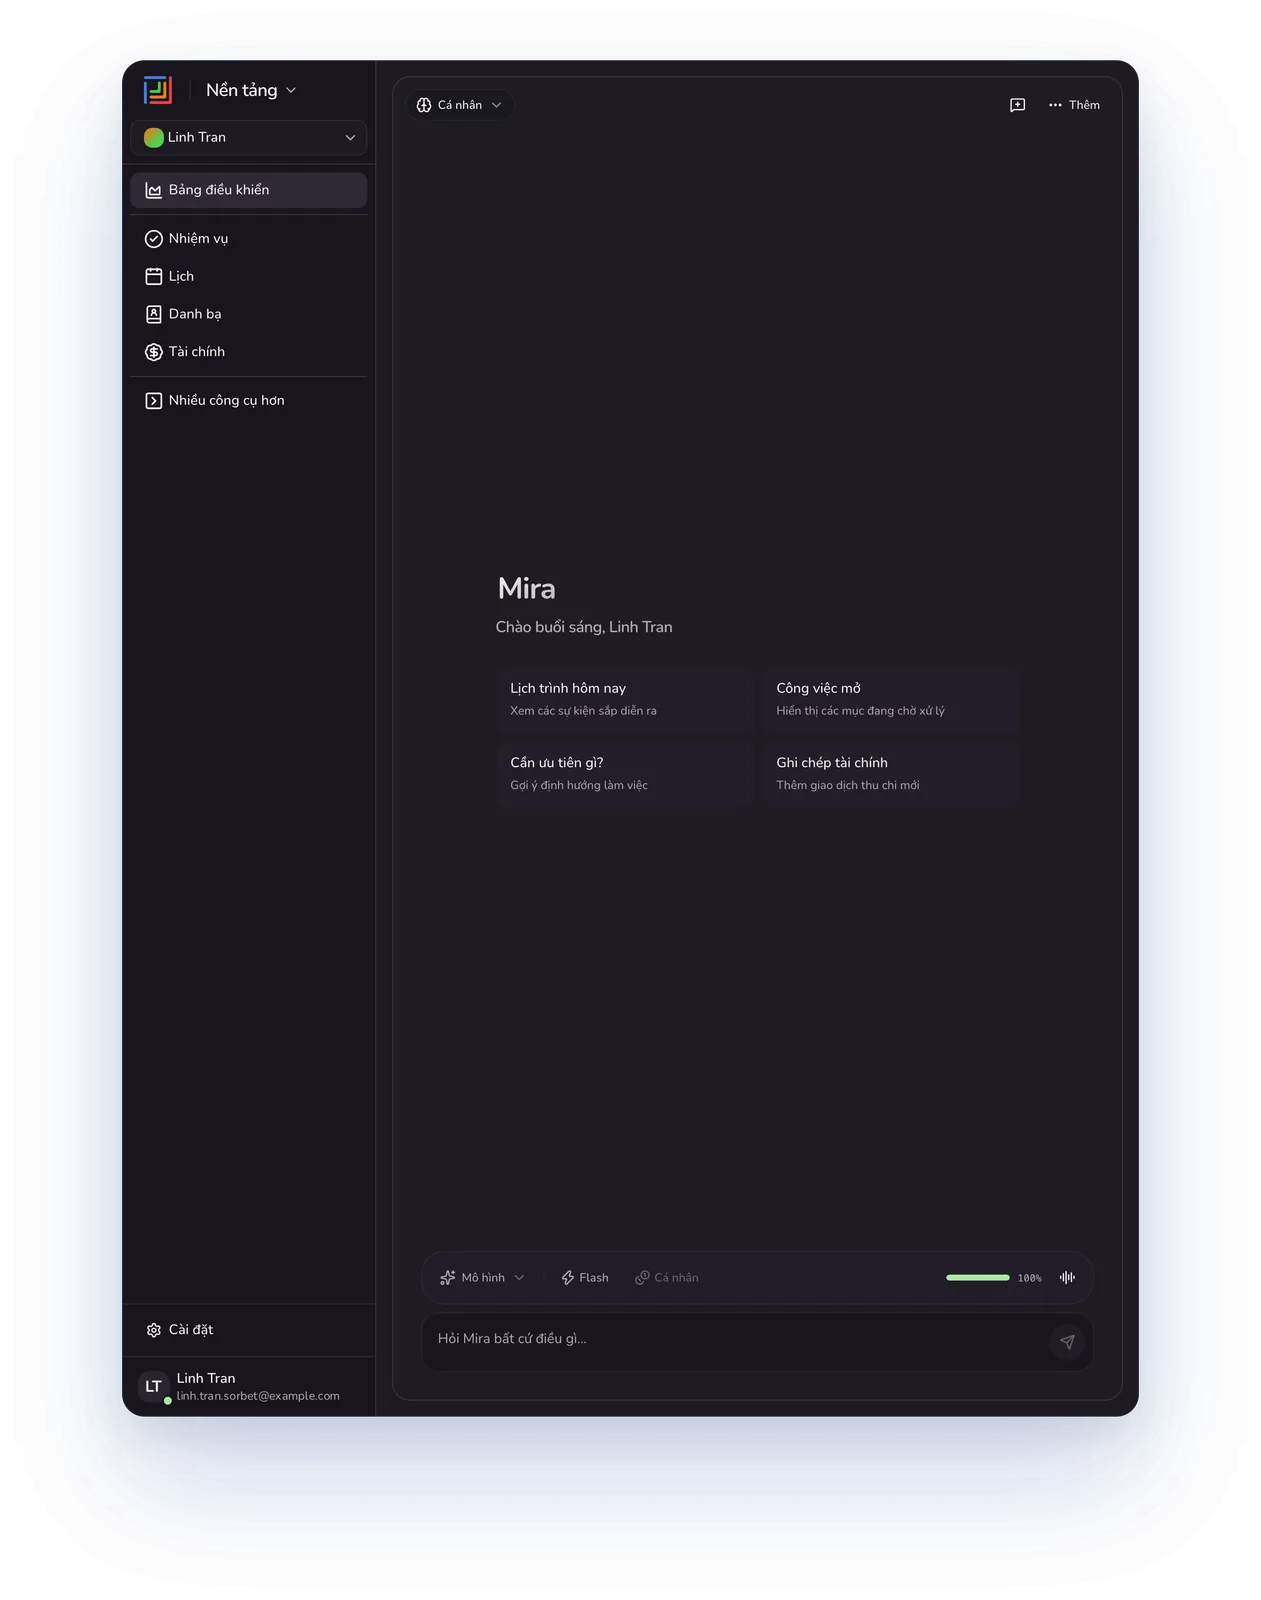 Nền tảng
Linh Tran
Bảng điều khiển
Nhiệm vụ
Lịch
Danh bạ
Tài chính
Nhiều công cụ hơn
Cài đặt
LT
Linh Tran
linh.tran.sorbet@example.com
Cá nhân
Thêm
Mira
Chào buổi sáng, Linh Tran
Lịch trình hôm nay
Xem các sự kiện sắp diễn ra
Công việc mở
Hiển thị các mục đang chờ xử lý
Cần ưu tiên gì?
Gợi ý định hướng làm việc
Ghi chép tài chính
Thêm giao dịch thu chi mới
Mô hình
Flash
Cá nhân
100%
Hỏi Mira bất cứ điều gì...